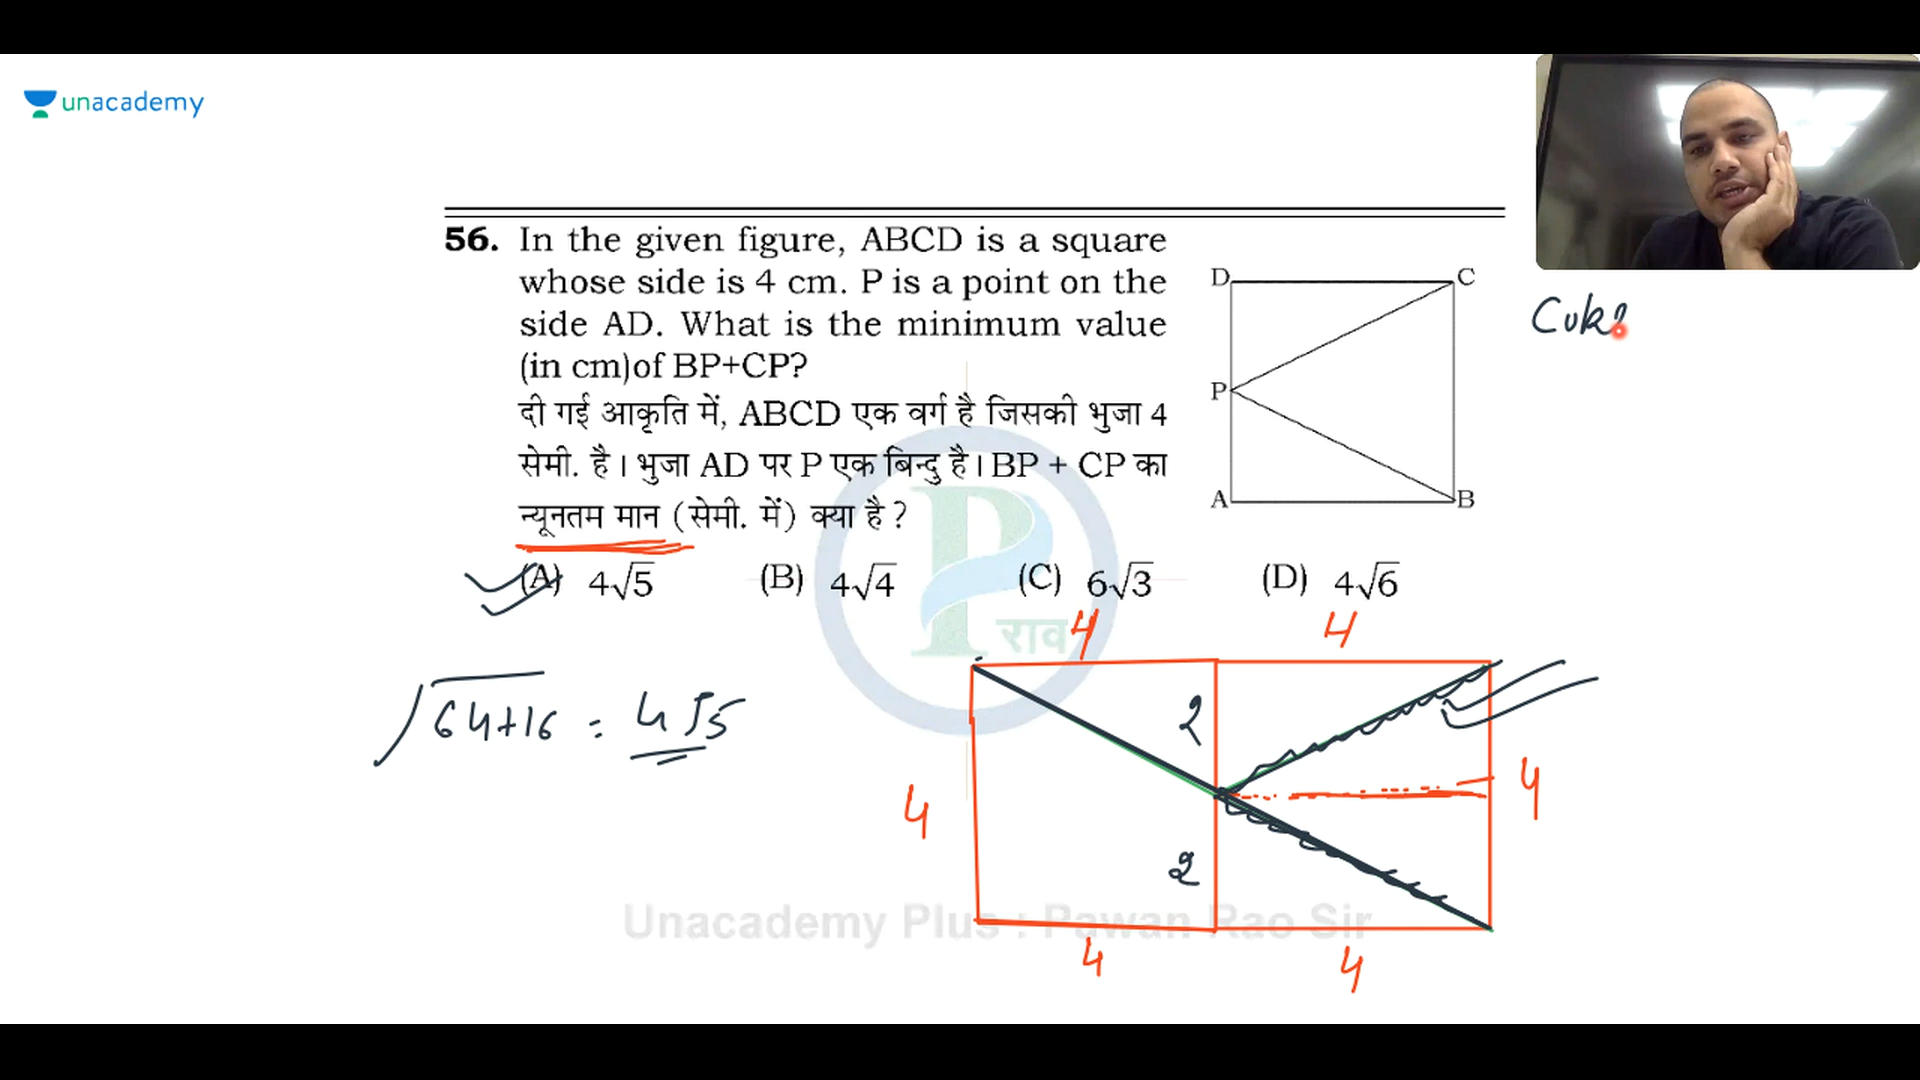 unacademy
56. In the given figure, ABCD is a square
whose side is 4 cm. P is a point on the
side AD. What is the minimum value
(in cm)of BP+CP?
दी गई आकृति में, ABCD एक वर्ग है जिसकी भुजा 4
सेमी. है। भुजा AD पर P एक बिन्दु है। BP + CP का
न्यूनतम मान (सेमी. में) क्या है ?
(A) 4√5 (B) 4√4 (C) 6√3 (D) 4√6
D C
P
A B
राव
4 4
√64+16 = 4√5
2
4 4
2
Unacademy Plus : Pawan Rao Sir
4 4